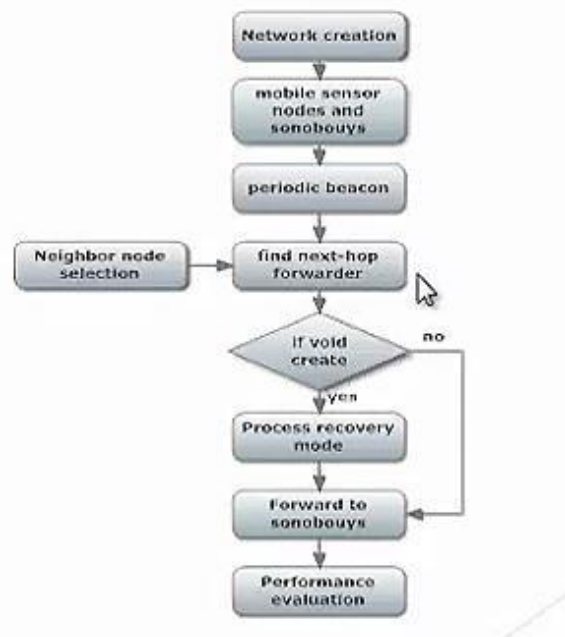 Network creation
mobile sensor
nodes and
sonobouys
periodic beacon
Neighbor node
selection
find next-hop
forwarder
if void
create
no
yes
Process recovery
mode
Forward to
sonobouys
Performance
evaluation